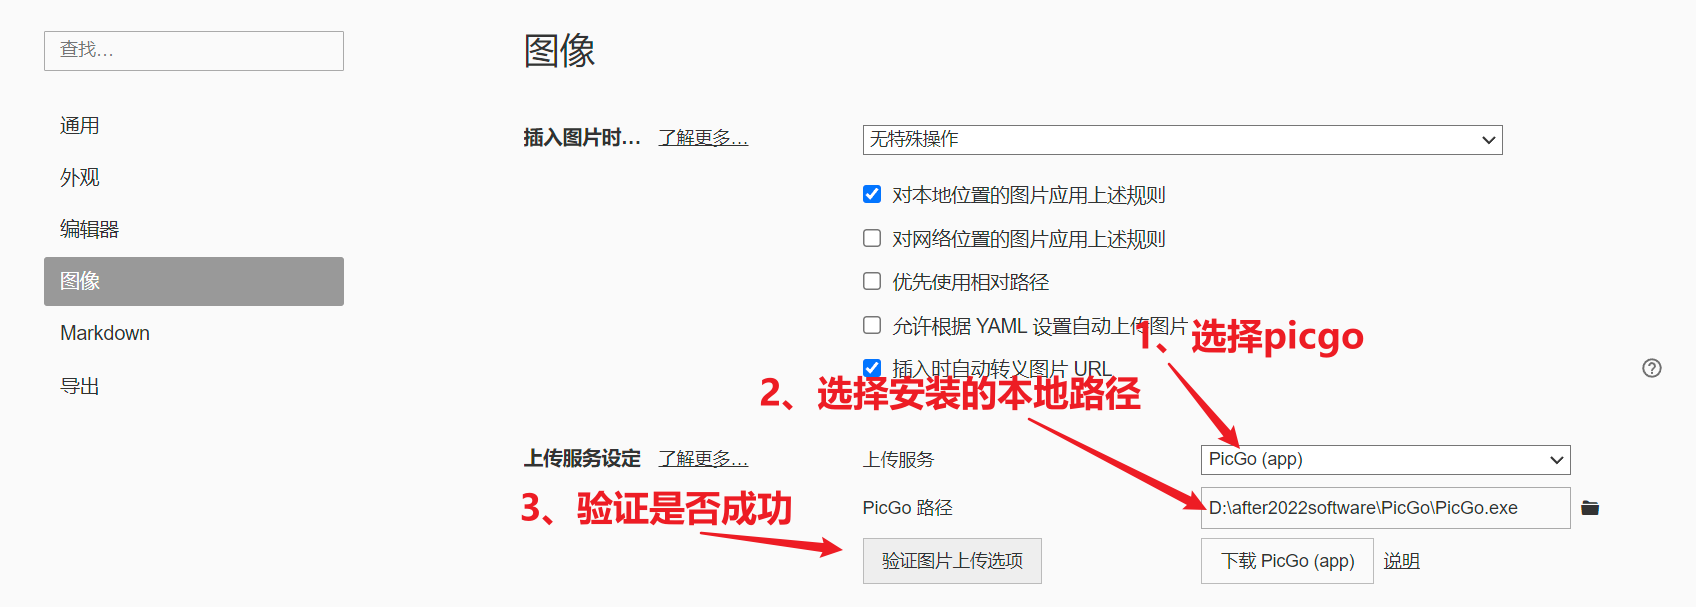 查找...
图像
通用
外观
编辑器
图像
Markdown
导出
插入图片时... 了解更多...
无特殊操作
对本地位置的图片应用上述规则
对网络位置的图片应用上述规则
优先使用相对路径
允许根据 YAML 设置自动上传图片
1、选择picgo
插入时自动转义图片 URL
2、选择安装的本地路径
上传服务设定 了解更多...
上传服务
PicGo (app)
3、验证是否成功
PicGo 路径
D:\after2022software\PicGo\PicGo.exe
验证图片上传选项
下载 PicGo (app) 说明